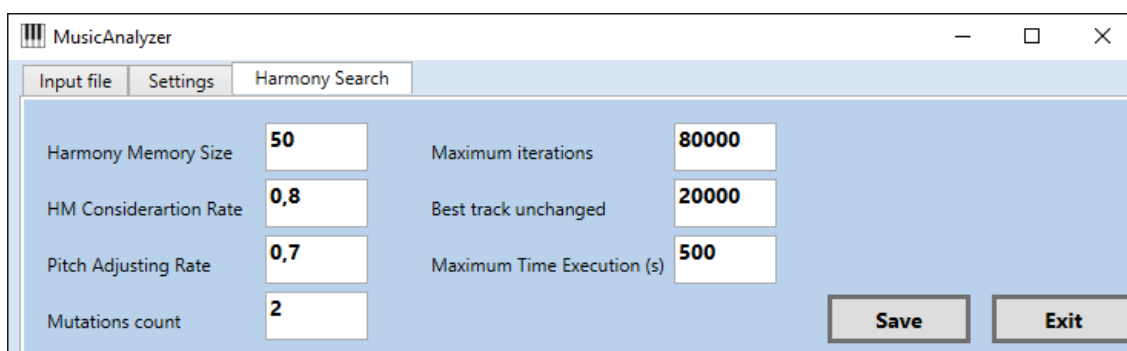 MusicAnalyzer
Input file Settings Harmony Search
Harmony Memory Size 50 Maximum iterations 80000
HM Considerartion Rate 0,8 Best track unchanged 20000
Pitch Adjusting Rate 0,7 Maximum Time Execution (s) 500
Mutations count 2
Save Exit